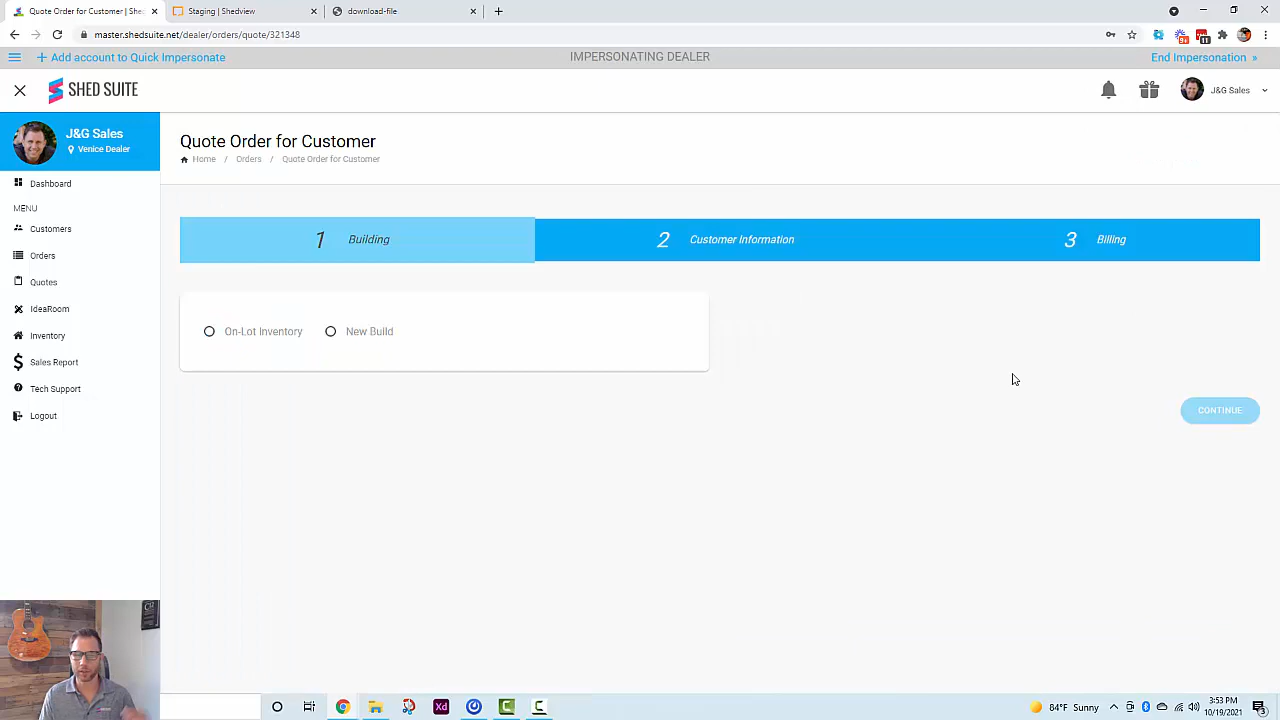 Quote Order for Customer | Shed
Staging | Shedview
download-file
master.shedsuite.net/dealer/orders/quote/321348
+ Add account to Quick Impersonate
IMPERSONATING DEALER
End Impersonation »
SHED SUITE
J&G Sales
J&G Sales
Venice Dealer
Dashboard
MENU
Customers
Orders
Quotes
IdeaRoom
Inventory
Sales Report
Tech Support
Logout
Quote Order for Customer
Home / Orders / Quote Order for Customer
1 Building
2 Customer Information
3 Billing
On-Lot Inventory
New Build
CONTINUE
84°F Sunny
3:53 PM
10/19/2021